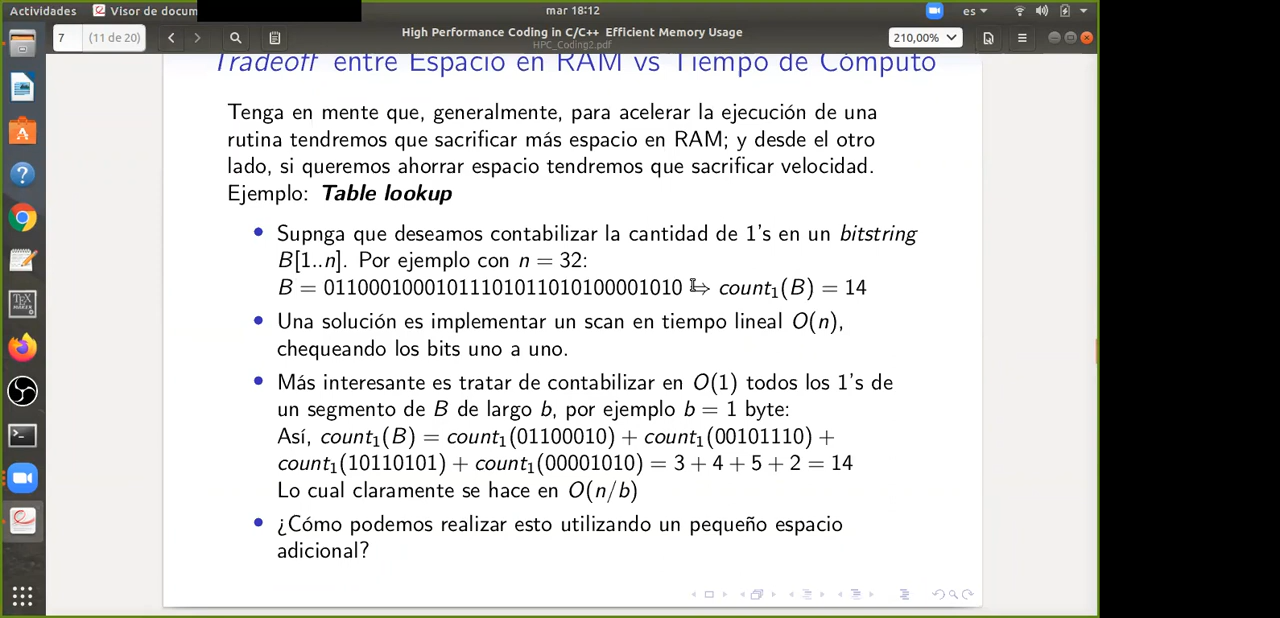 Actividades
Visor de docum
mar 18:12
es
7
(11 de 20)
High Performance Coding in C/C++ Efficient Memory Usage
HPC_Coding2.pdf
210,00%
Tradeoff entre Espacio en RAM vs Tiempo de Cómputo
Tenga en mente que, generalmente, para acelerar la ejecución de una
rutina tendremos que sacrificar más espacio en RAM; y desde el otro
lado, si queremos ahorrar espacio tendremos que sacrificar velocidad.
Ejemplo: Table lookup
• Supnga que deseamos contabilizar la cantidad de 1's en un bitstring
B[1..n]. Por ejemplo con n = 32:
B = 01100010001011101011010100001010 ↪ count₁(B) = 14
• Una solución es implementar un scan en tiempo lineal O(n),
chequeando los bits uno a uno.
• Más interesante es tratar de contabilizar en O(1) todos los 1's de
un segmento de B de largo b, por ejemplo b = 1 byte:
Así, count₁(B) = count₁(01100010) + count₁(00101110) +
count₁(10110101) + count₁(00001010) = 3 + 4 + 5 + 2 = 14
Lo cual claramente se hace en O(n/b)
• ¿Cómo podemos realizar esto utilizando un pequeño espacio
adicional?